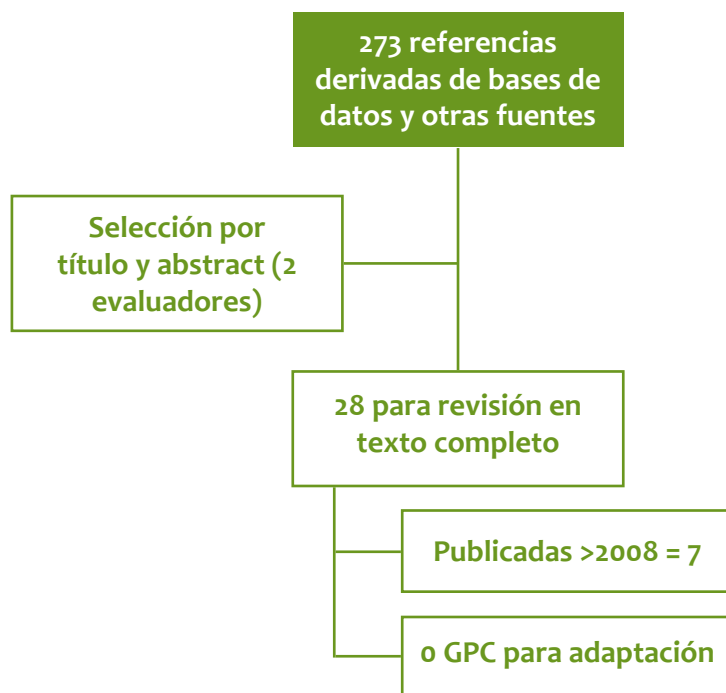 273 referencias
derivadas de bases de
datos y otras fuentes
Selección por
título y abstract (2
evaluadores)
28 para revisión en
texto completo
Publicadas >2008 = 7
0 GPC para adaptación